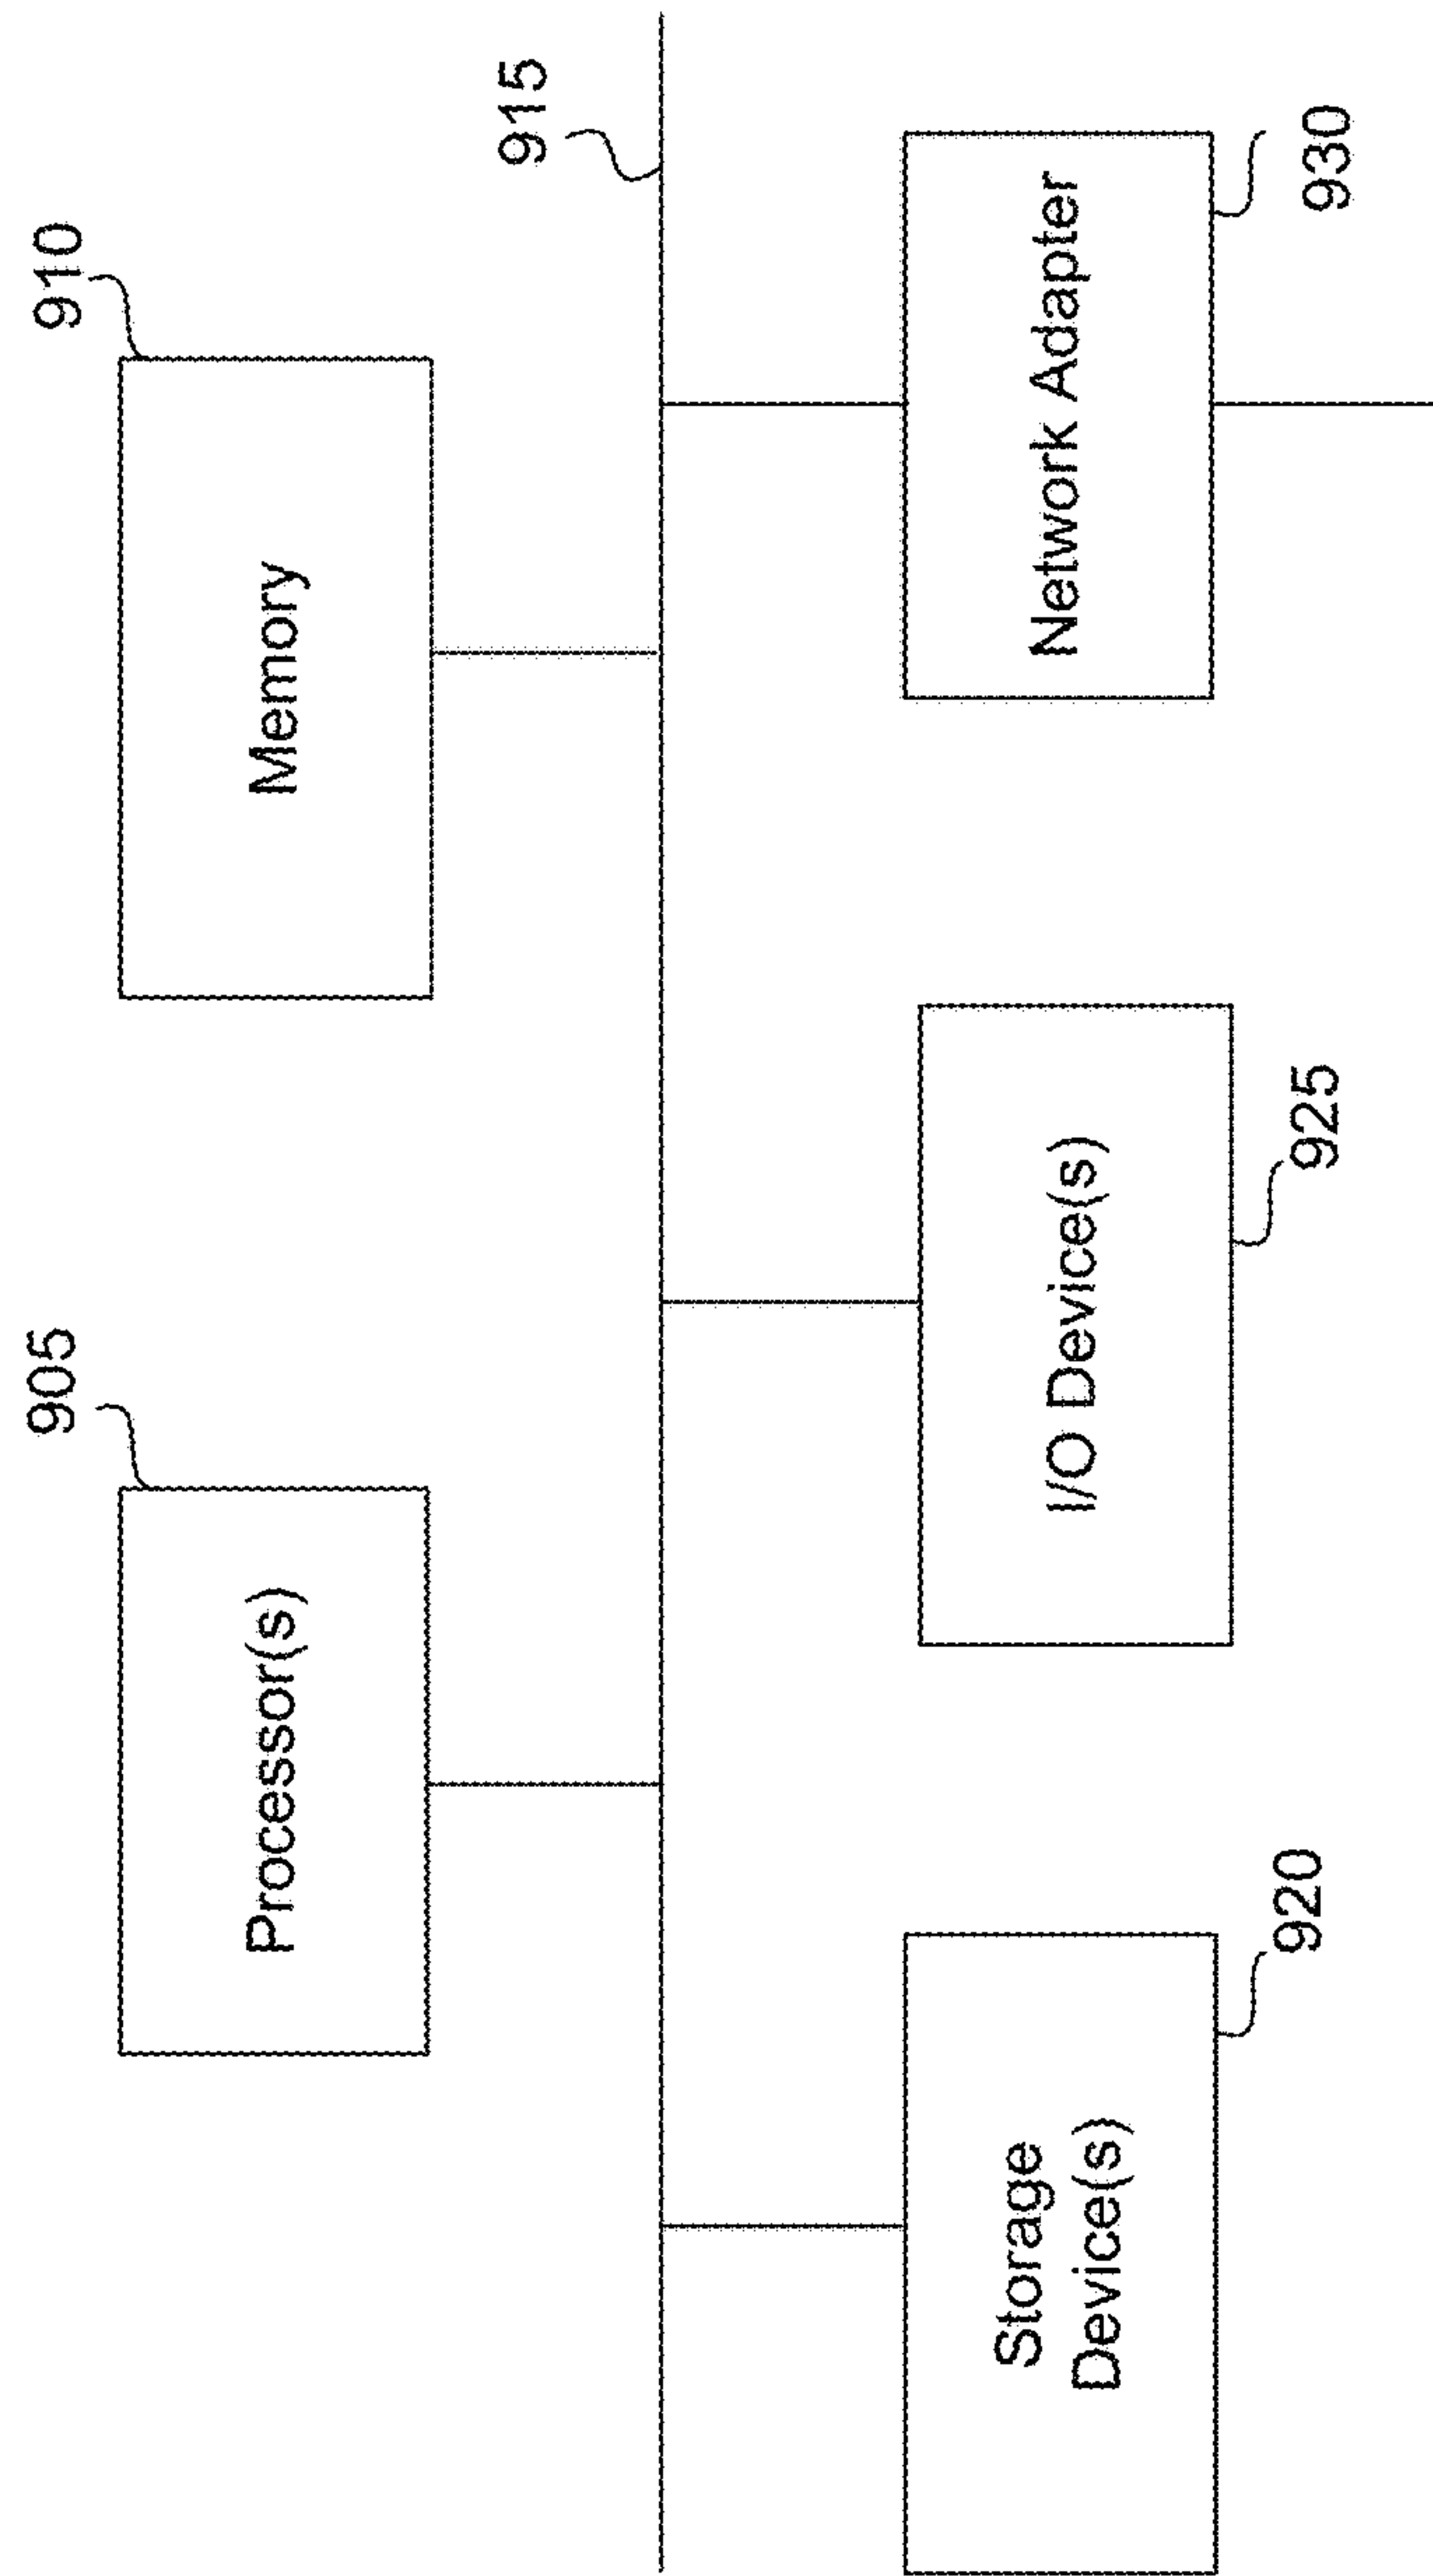 905
910
Processor(s)
Memory
915
Storage
Device(s)
I/O Device(s)
Network Adapter
920
925
930